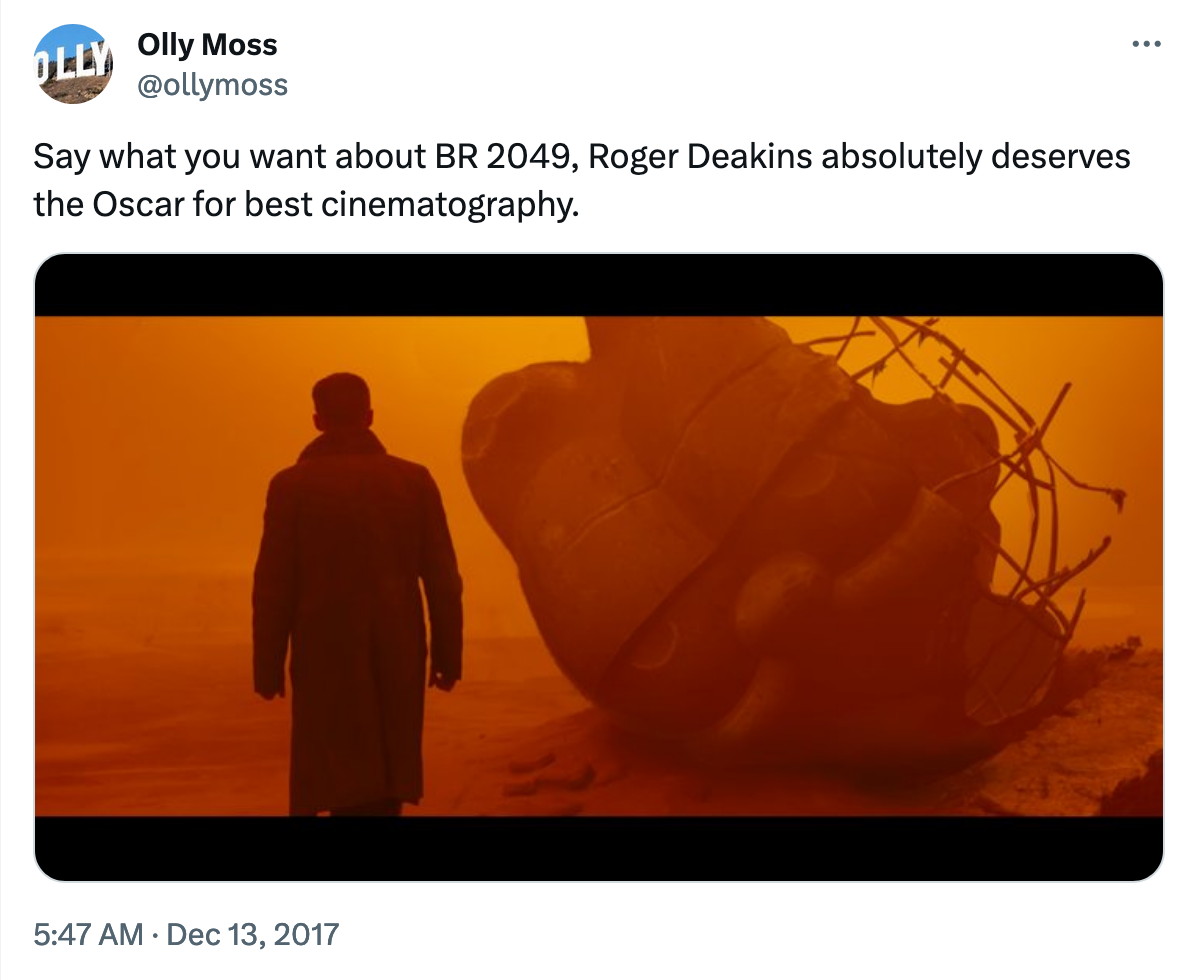 OLLY
Olly Moss
@ollymoss
Say what you want about BR 2049, Roger Deakins absolutely deserves
the Oscar for best cinematography.
5:47 AM · Dec 13, 2017